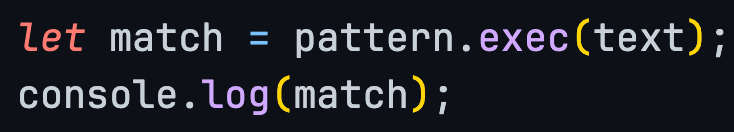 let match = pattern.exec(text);
console.log(match);